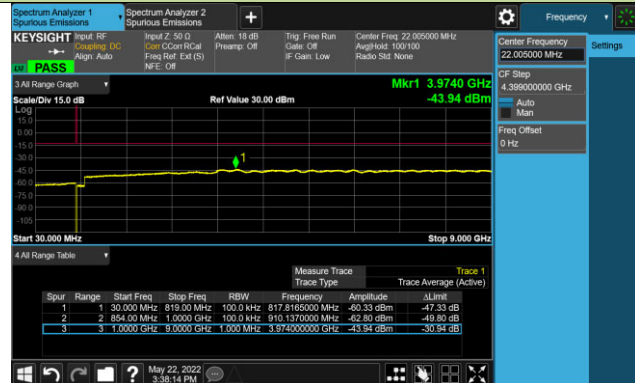 Spectrum Analyzer 1
Spurious Emissions
Spectrum Analyzer 2
Spurious Emissions
+
Frequency
KEYSIGHT
Input: RF
Coupling: DC
Align: Auto
Input Z: 50 Ω
Corr CCorr RCal
Freq Ref: Ext (S)
NFE: Off
Atten: 18 dB
Preamp: Off
Trig: Free Run
Gate: Off
IF Gain: Low
Center Freq: 22.005000 MHz
Avg|Hold: 100/100
Radio Std: None
PASS
Center Frequency
22.005000 MHz
Settings
CF Step
4.399000000 GHz
Auto
Man
Freq Offset
0 Hz
3 All Range Graph
Mkr1 3.9740 GHz
Scale/Div 15.0 dB
Ref Value 30.00 dBm
-43.94 dBm
Log
15.0
0.00
-15.0
-30.0
-45.0
-60.0
-75.0
-90.0
-105
1
Start 30.000 MHz
Stop 9.000 GHz
4 All Range Table
Measure Trace Trace 1
Trace Type Trace Average (Active)
Spur Range Start Freq Stop Freq RBW Frequency Amplitude ΔLimit
1 1 30.000 MHz 819.00 MHz 100.0 kHz 817.8165000 MHz -60.33 dBm -47.33 dB
2 2 854.00 MHz 1.0000 GHz 100.0 kHz 910.1370000 MHz -62.80 dBm -49.80 dB
3 3 1.0000 GHz 9.0000 GHz 1.000 MHz 3.974000000 GHz -43.94 dBm -30.94 dB
?
May 22, 2022
3:38:14 PM